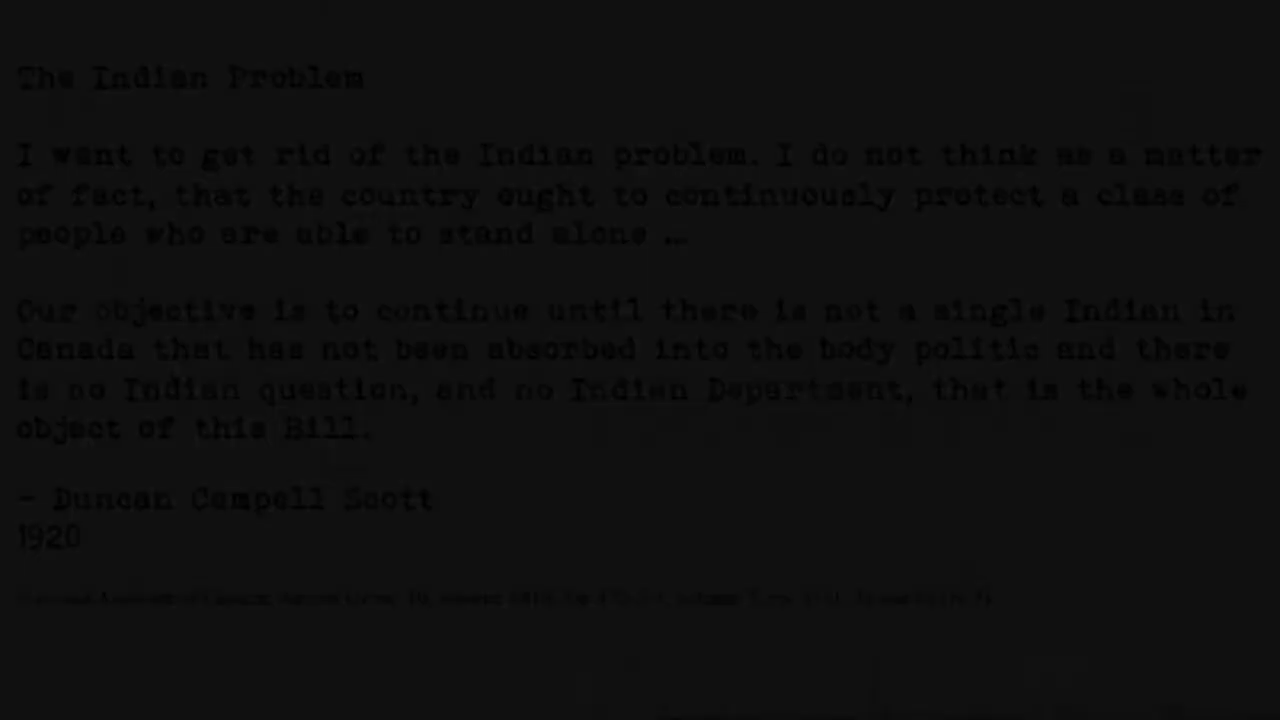 The Indian Problem
I want to get rid of the Indian problem. I do not think as a matter
of fact, that the country ought to continuously protect a class of
people who are able to stand alone …
Our objective is to continue until there is not a single Indian in
Canada that has not been absorbed into the body politic and there
is no Indian question, and no Indian Department, that is the whole
object of this Bill.
- Duncan Campell Scott
1920